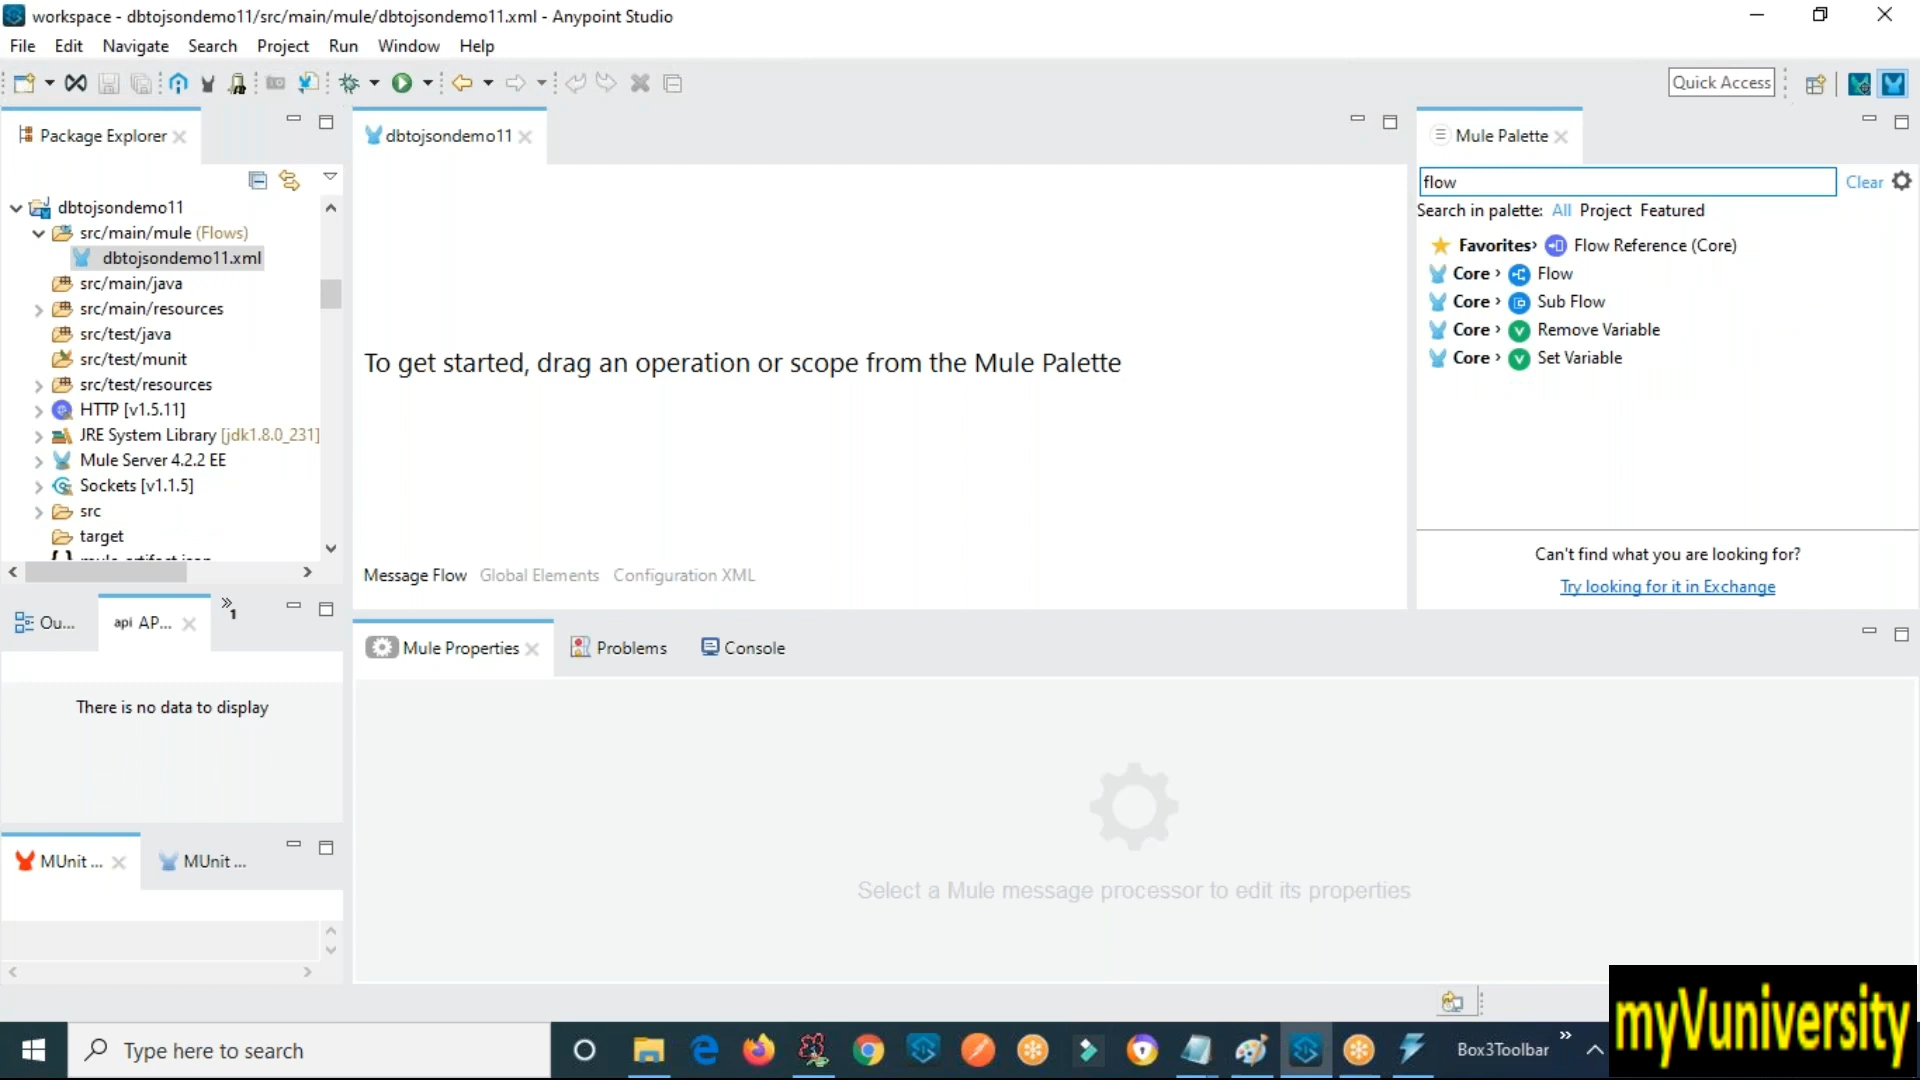 workspace - dbtojsondemo11/src/main/mule/dbtojsondemo11.xml - Anypoint Studio
File Edit Navigate Search Project Run Window Help
Quick Access
Package Explorer
dbtojsondemo11
Mule Palette
flow
Clear
Search in palette: All Project Featured
Favorites› Flow Reference (Core)
Core › Flow
Core › Sub Flow
Core › Remove Variable
Core › Set Variable
Can't find what you are looking for?
Try looking for it in Exchange
dbtojsondemo11
src/main/mule (Flows)
dbtojsondemo11.xml
src/main/java
src/main/resources
src/test/java
src/test/munit
src/test/resources
HTTP [v1.5.11]
JRE System Library [jdk1.8.0_231]
Mule Server 4.2.2 EE
Sockets [v1.1.5]
src
target
To get started, drag an operation or scope from the Mule Palette
Message Flow Global Elements Configuration XML
Ou...
api AP...
»1
There is no data to display
MUnit ...
MUnit ...
Mule Properties
Problems
Console
Select a Mule message processor to edit its properties
Type here to search
Box3Toolbar
»
myVuniversity